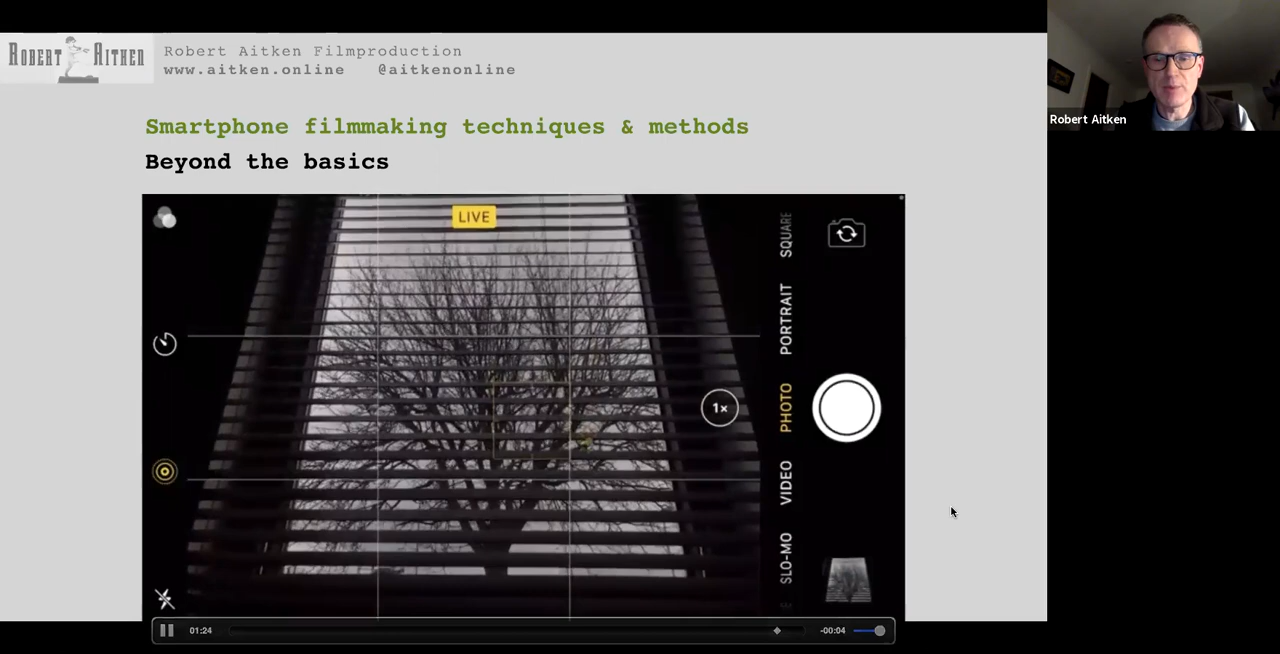 ROBERT AITKEN
Robert Aitken Filmproduction
www.aitken.online @aitkenonline
Smartphone filmmaking techniques & methods
Beyond the basics
LIVE
SQUARE
PORTRAIT
1×
PHOTO
VIDEO
SLO-MO
01:24
-00:04
Robert Aitken